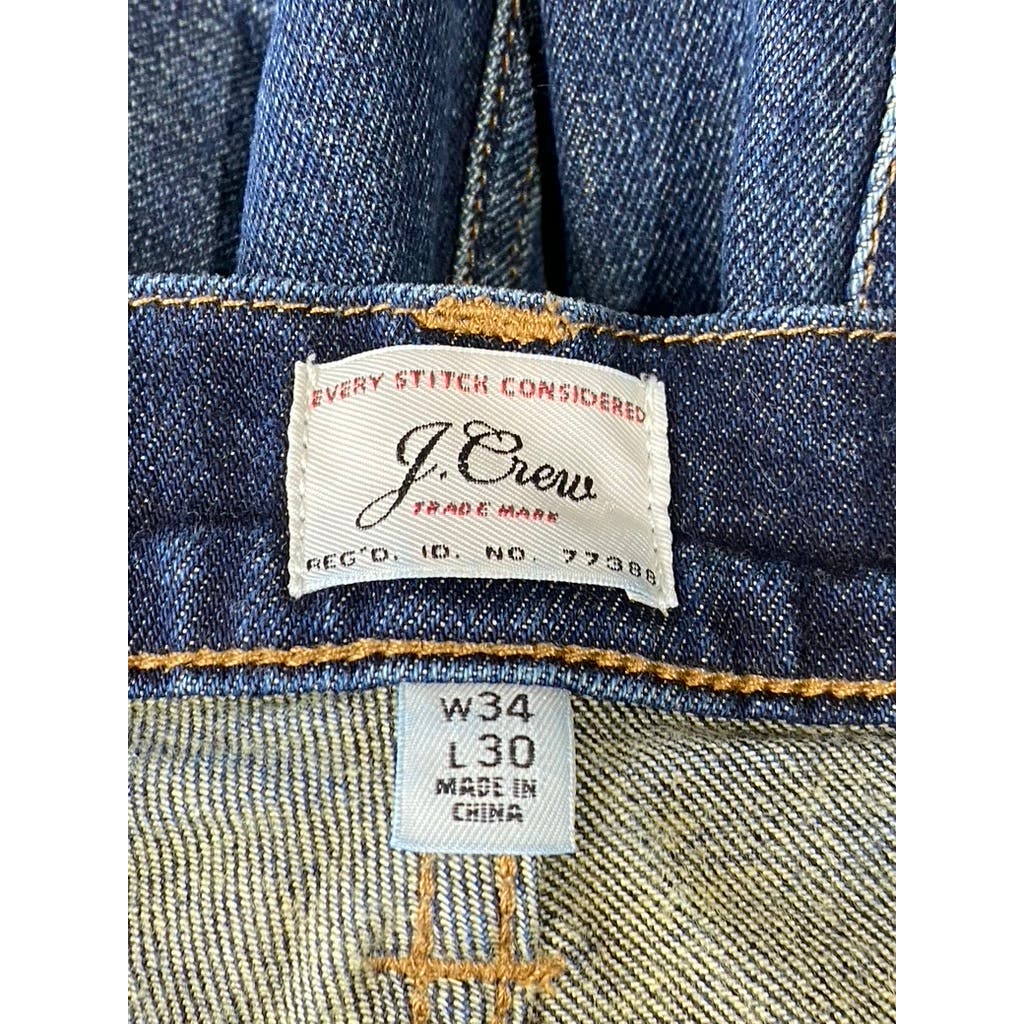 EVERY STITCH CONSIDERED
J.Crew
TRADE MARK
REG'D. ID. NO. 77388
W34
L30
MADE IN
CHINA